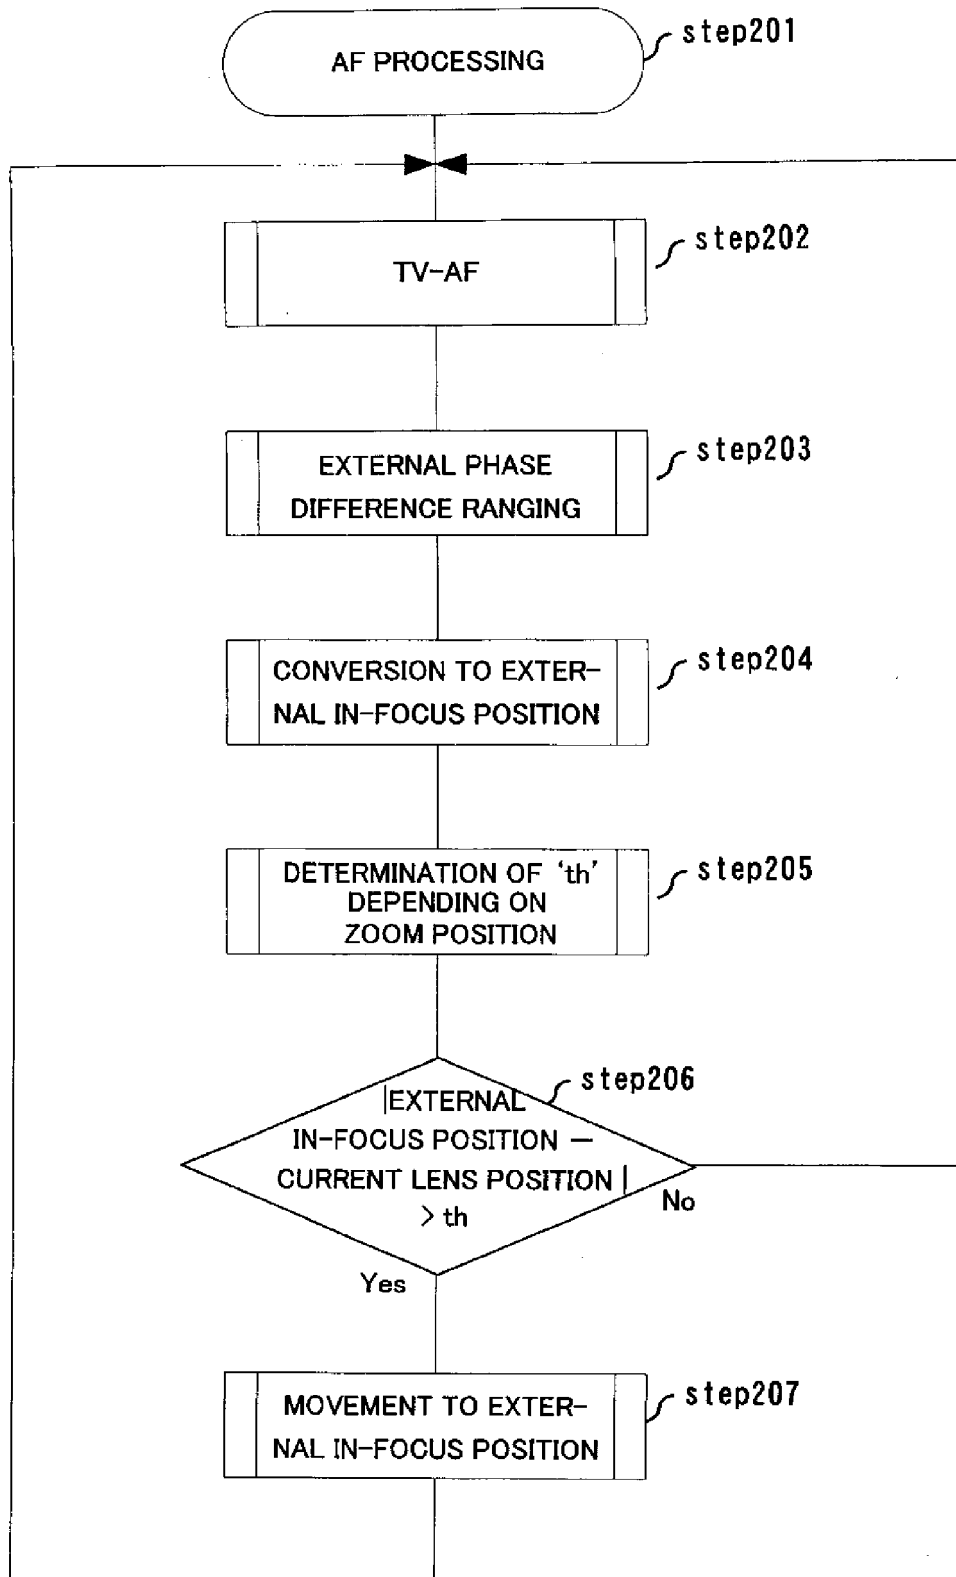 step201
AF PROCESSING
step202
TV-AF
step203
EXTERNAL PHASE
DIFFERENCE RANGING
step204
CONVERSION TO EXTER-
NAL IN-FOCUS POSITION
step205
DETERMINATION OF ‘th’
DEPENDING ON
ZOOM POSITION
step206
|EXTERNAL
IN-FOCUS POSITION —
CURRENT LENS POSITION |
> th
No
Yes
step207
MOVEMENT TO EXTER-
NAL IN-FOCUS POSITION